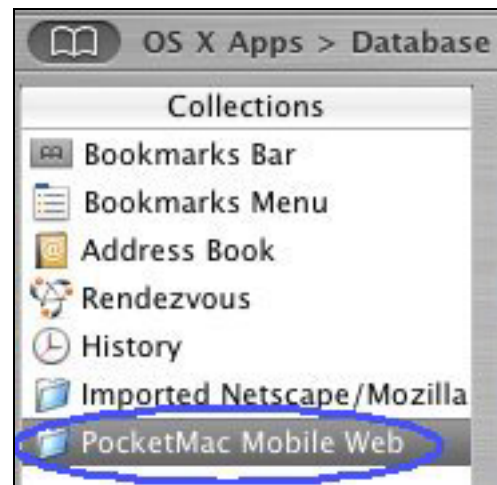 OS X Apps > Database
Collections
Bookmarks Bar
Bookmarks Menu
Address Book
Rendezvous
History
Imported Netscape/Mozilla
PocketMac Mobile Web